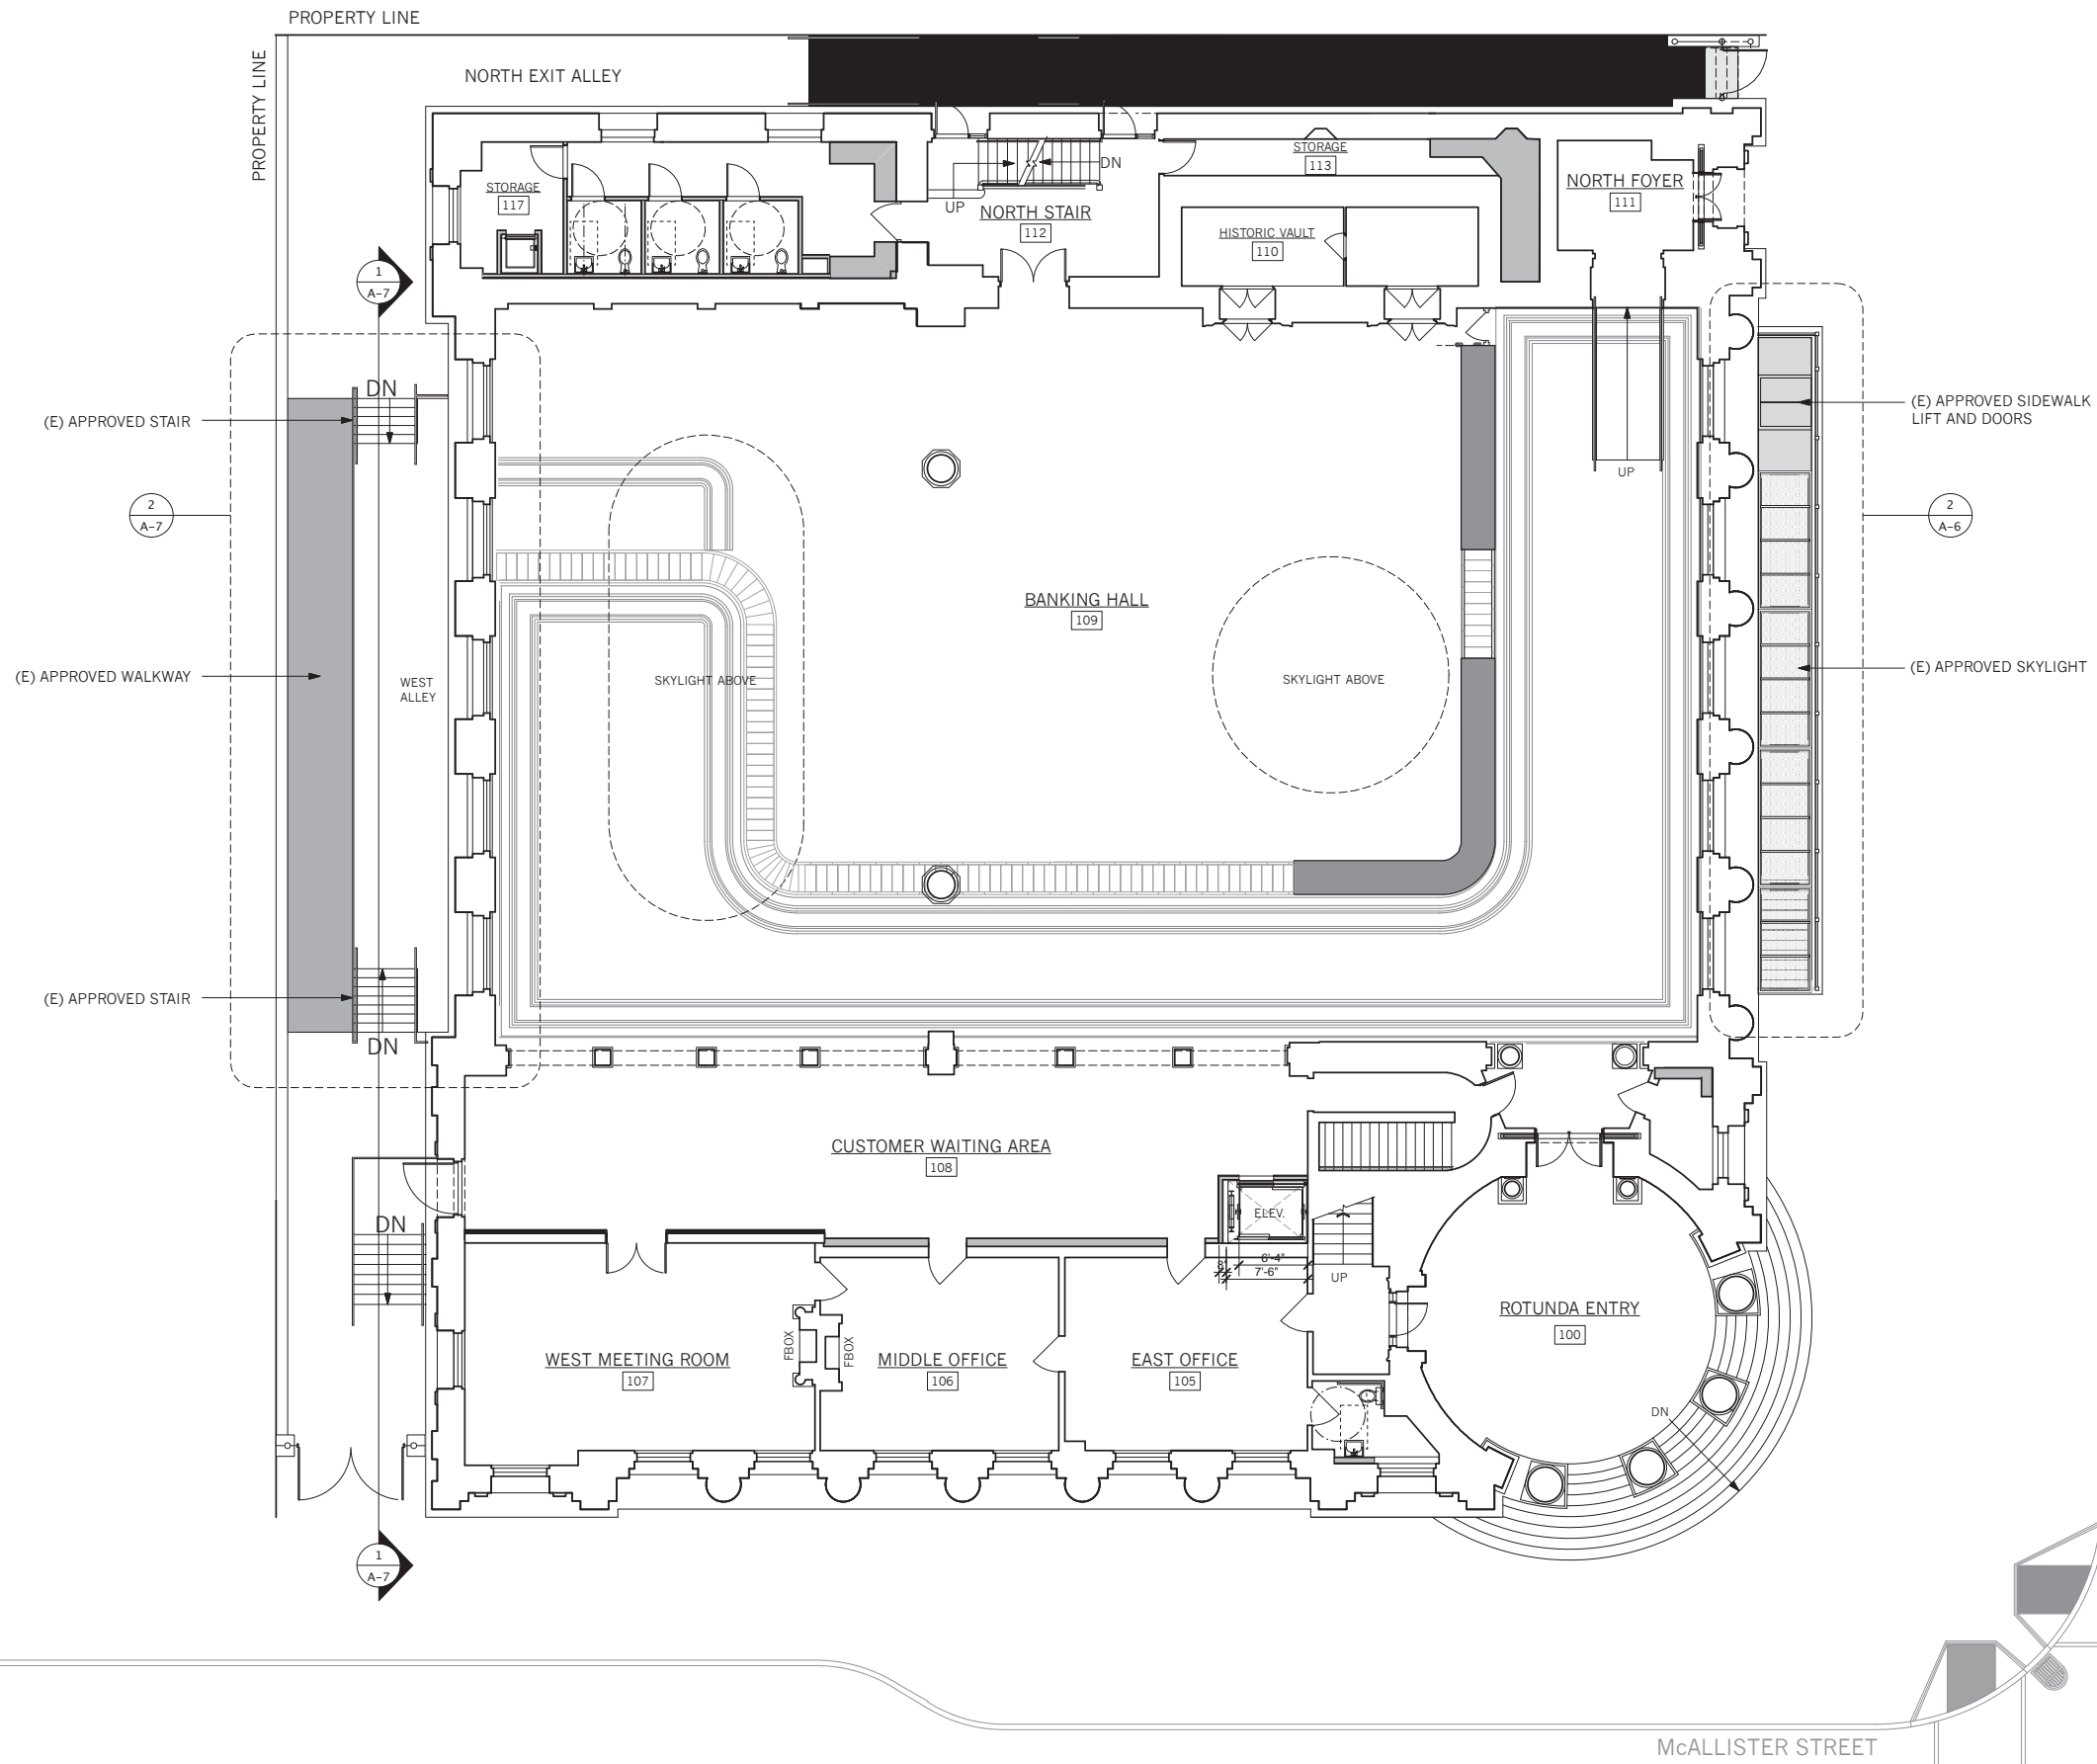 PROPERTY LINE
PROPERTY LINE
NORTH EXIT ALLEY
STORAGE
117
DN
UP
NORTH STAIR
112
STORAGE
113
HISTORIC VAULT
110
NORTH FOYER
111
1
A-7
DN
(E) APPROVED STAIR
(E) APPROVED SIDEWALK
LIFT AND DOORS
UP
2
A-7
2
A-6
BANKING HALL
109
(E) APPROVED WALKWAY
WEST
ALLEY
SKYLIGHT ABOVE
SKYLIGHT ABOVE
(E) APPROVED SKYLIGHT
(E) APPROVED STAIR
DN
CUSTOMER WAITING AREA
108
DN
ELEV.
8"
6'-4"
7'-6"
UP
ROTUNDA ENTRY
100
FBOX
FBOX
WEST MEETING ROOM
107
MIDDLE OFFICE
106
EAST OFFICE
105
DN
1
A-7
McALLISTER STREET